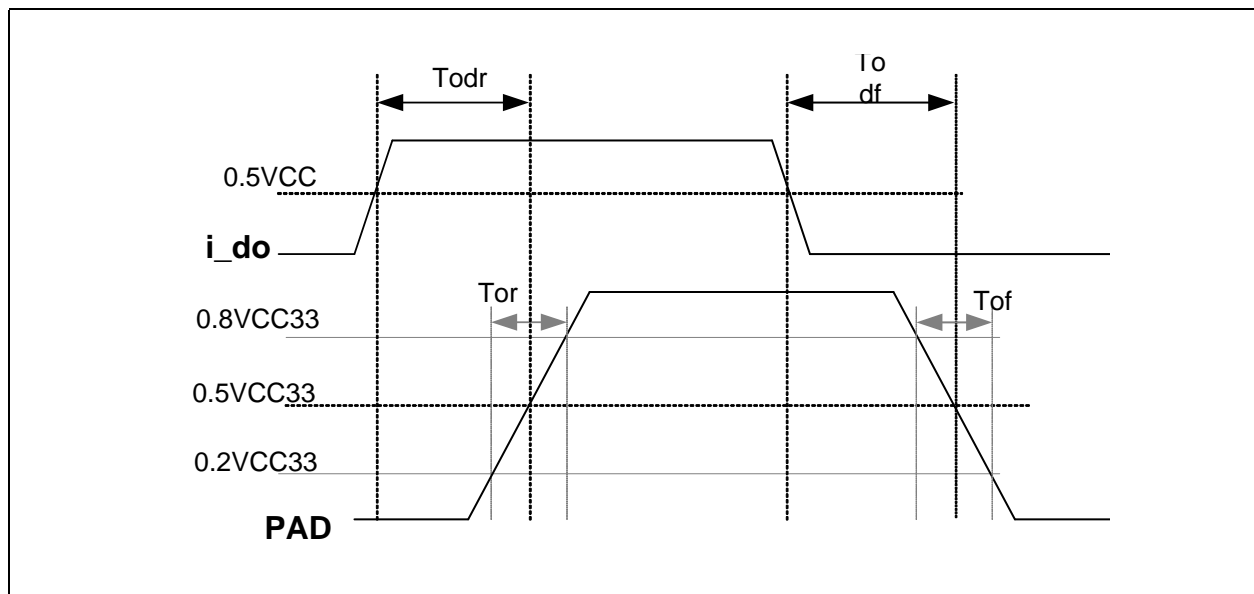 Todr
To
df
0.5VCC
i_do
Tor
Tof
0.8VCC33
0.5VCC33
0.2VCC33
PAD